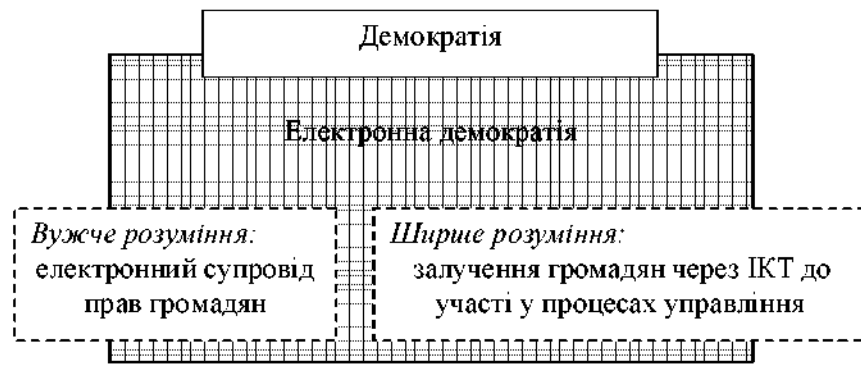 Демократія
Електронна демократія
Вужче розуміння:
електронний супровід
прав громадян
Ширше розуміння:
залучення громадян через ІКТ до
участі у процесах управління